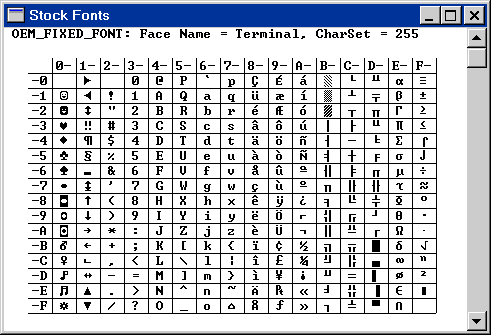 Stock Fonts
OEM_FIXED_FONT: Face Name = Terminal, CharSet = 255
0- 1- 2- 3- 4- 5- 6- 7- 8- 9- A- B- C- D- E- F-
-0 ► 0 @ P ` p Ç É á ░ └ ╨ α ≡
-1 ☺ ◄ ! 1 A Q a q ü æ í ▒ ┴ ╤ ß ±
-2 ☻ ↕ " 2 B R b r é Æ ó ▓ ┬ ╥ Γ ≥
-3 ♥ ‼ # 3 C S c s â ô ú │ ├ ╙ π ≤
-4 ♦ ¶ $ 4 D T d t ä ö ñ ┤ ─ ╘ Σ ⌠
-5 ♣ § % 5 E U e u à ò Ñ ╡ ┼ ╒ σ ⌡
-6 ♠ ▬ & 6 F V f v å û ª ╢ ╞ ╓ µ ÷
-7 • ↨ ' 7 G W g w ç ù º ╖ ╟ ╫ τ ≈
-8 ◘ ↑ ( 8 H X h x ê ÿ ¿ ╕ ╚ ╪ Φ °
-9 ○ ↓ ) 9 I Y i y ë Ö ⌐ ╣ ╔ ┘ Θ ∙
-A ◙ → * : J Z j z è Ü ¬ ║ ╩ ┌ Ω ·
-B ♂ ← + ; K [ k { ï ¢ ½ ╗ ╦ █ δ √
-C ♀ ∟ , < L \ l | î £ ¼ ╝ ╠ ▄ ∞ ⁿ
-D ♪ ↔ - = M ] m } ì ¥ ¡ ╜ ═ ▌ φ ²
-E ♫ ▲ . > N ^ n ~ Ä ₧ « ╛ ╬ ▐ ε ■
-F ☼ ▼ / ? O _ o ⌂ Å ƒ » ┐ ╧ ▀ ∩